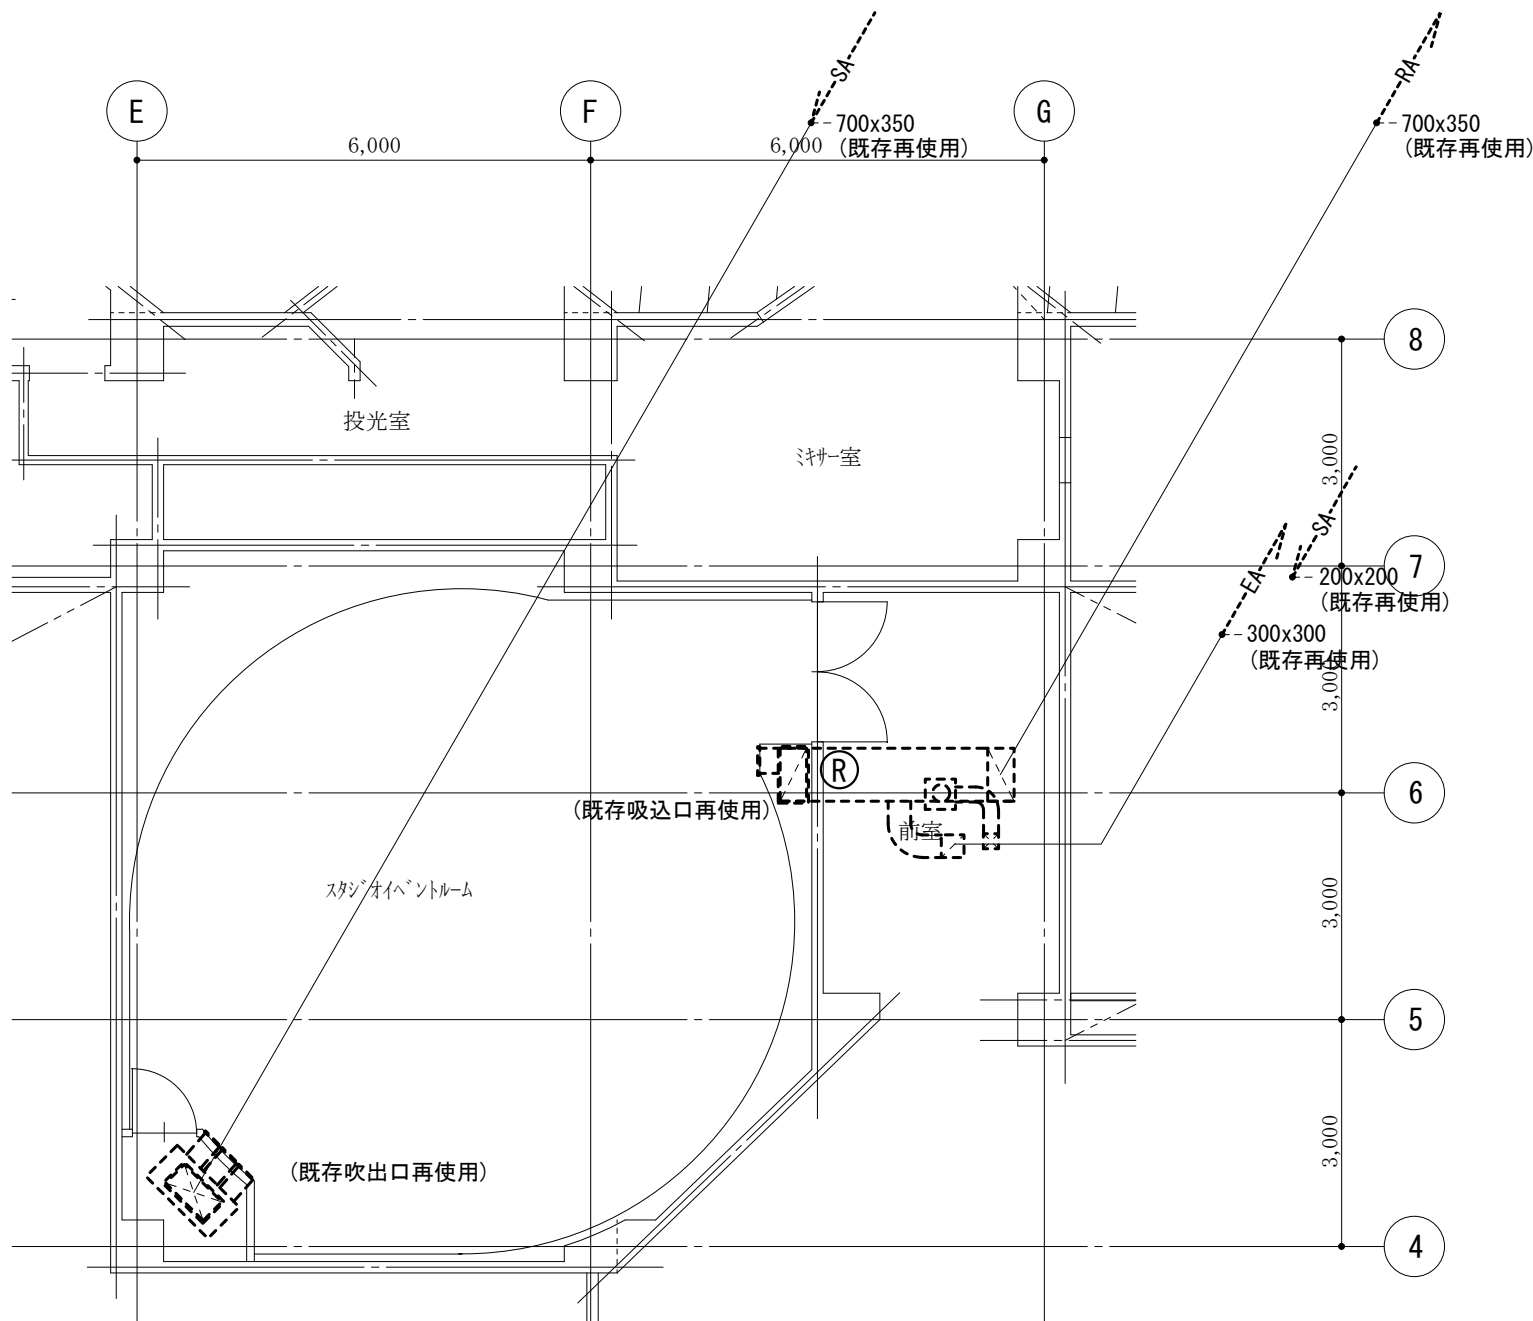 SA
RA
E
F
G
700x350
(既存再使用)
700x350
(既存再使用)
6,000
6,000
8
投光室
ミキサー室
3,000
SA
EA
7
200x200
(既存再使用)
300x300
(既存再使用)
3,000
R
6
(既存吸込口再使用)
前室
スタジオイベントルーム
3,000
5
3,000
(既存吹出口再使用)
4